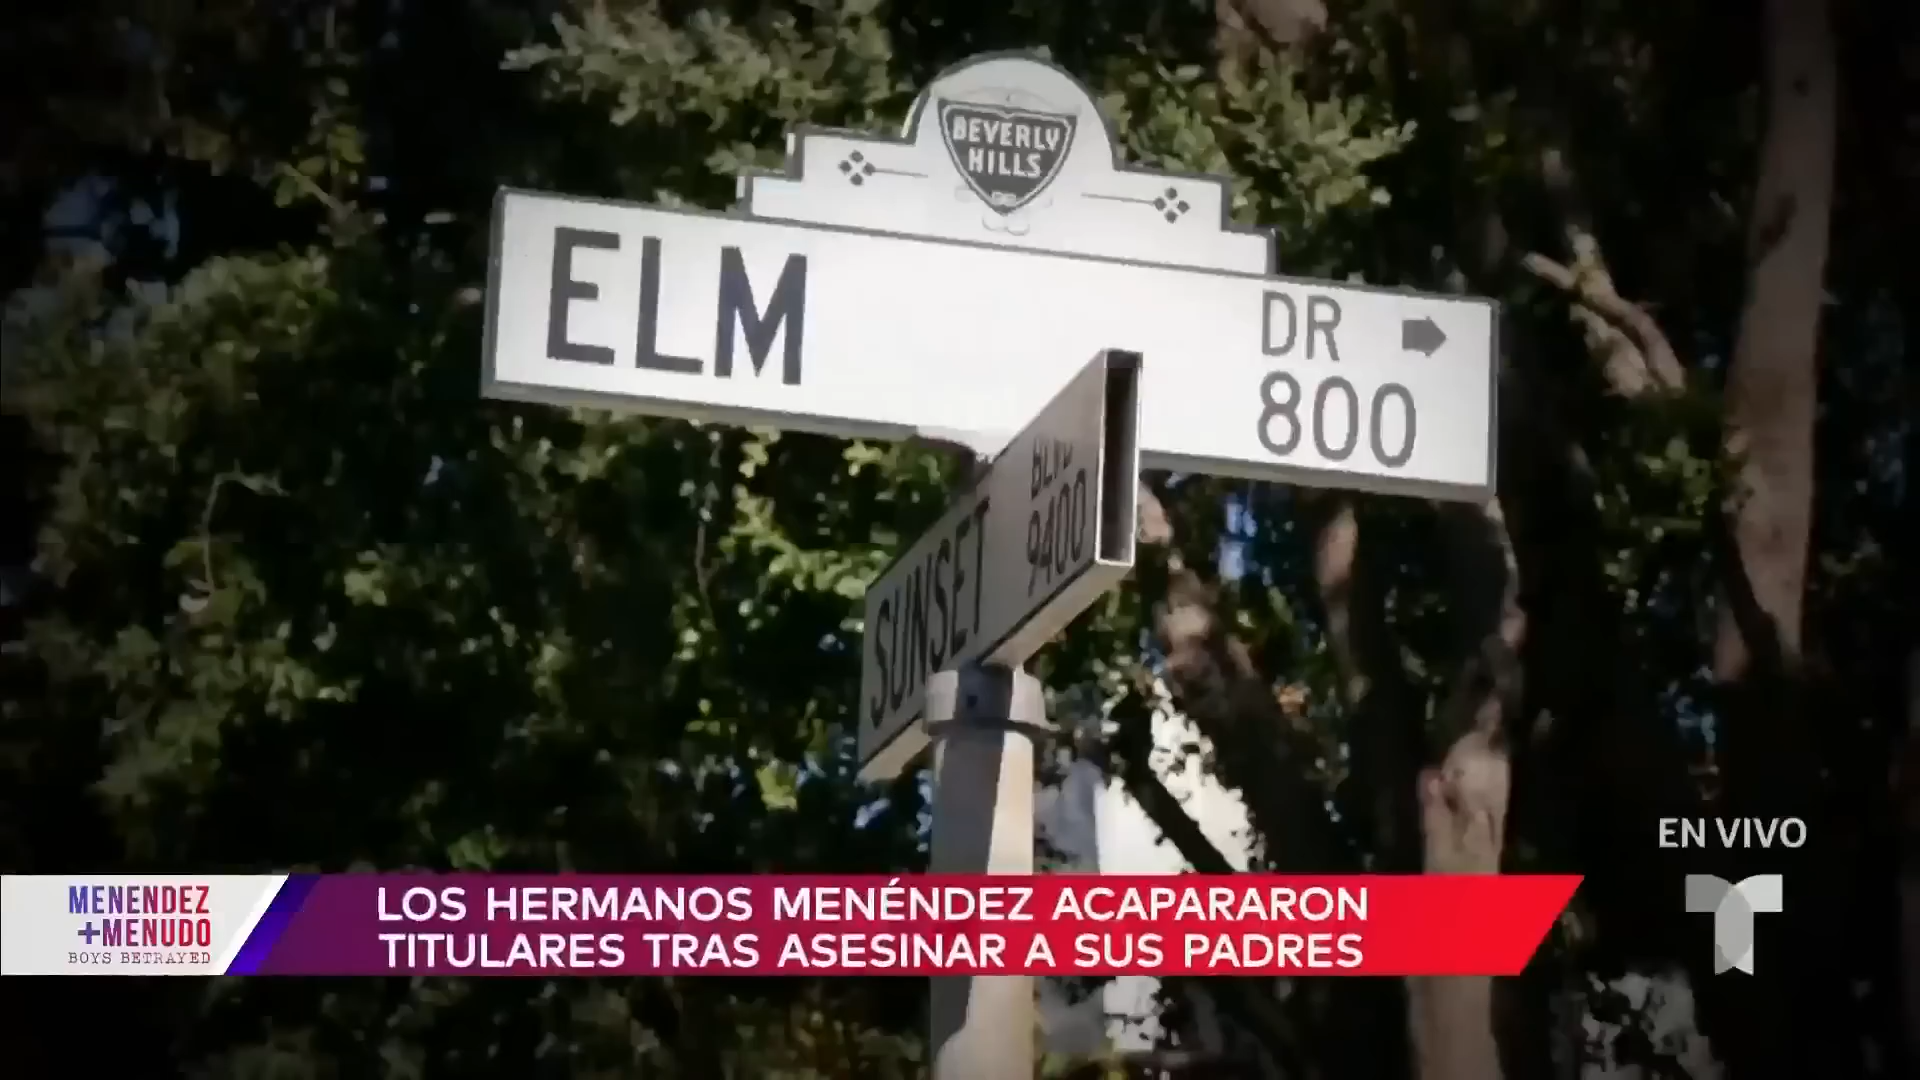 BEVERLY
HILLS
ELM
DR
800
BLVD
9400
SUNSET
EN VIVO
MENENDEZ
+MENUDO
BOYS BETRAYED
LOS HERMANOS MENÉNDEZ ACAPARARON
TITULARES TRAS ASESINAR A SUS PADRES